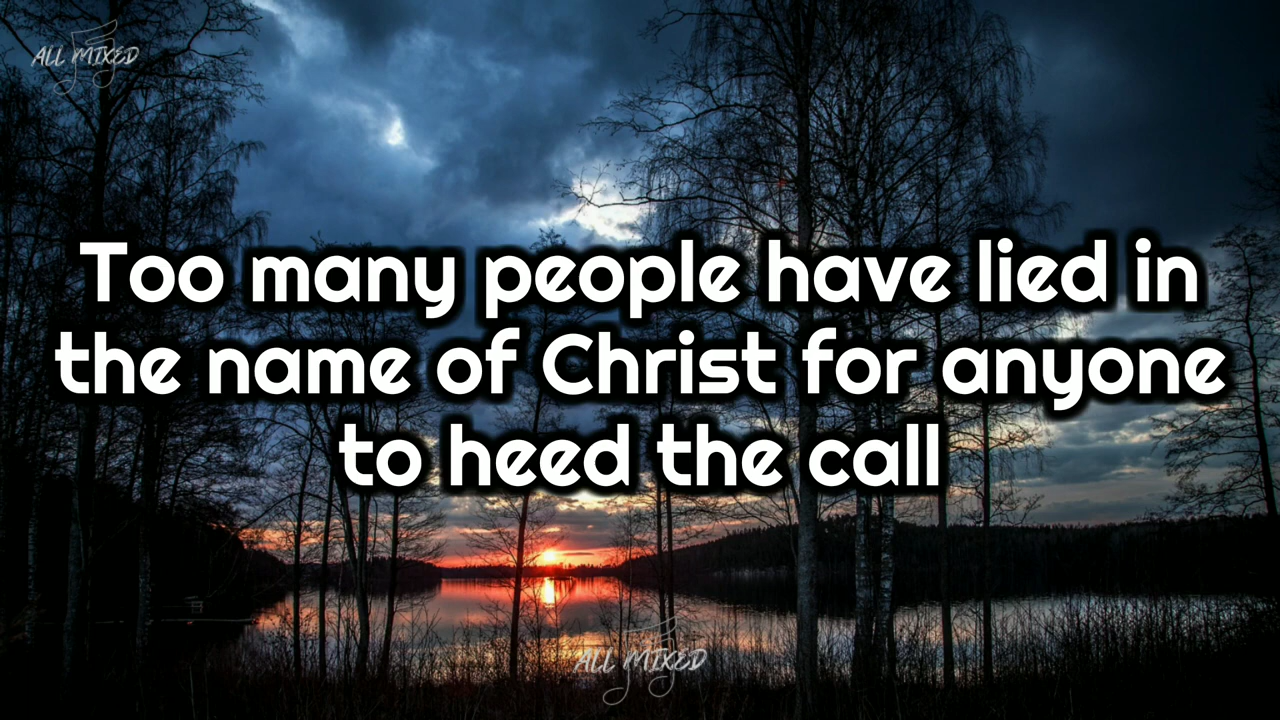 ALL MIXED
Too many people have lied in
the name of Christ for anyone
to heed the call
ALL MIXED